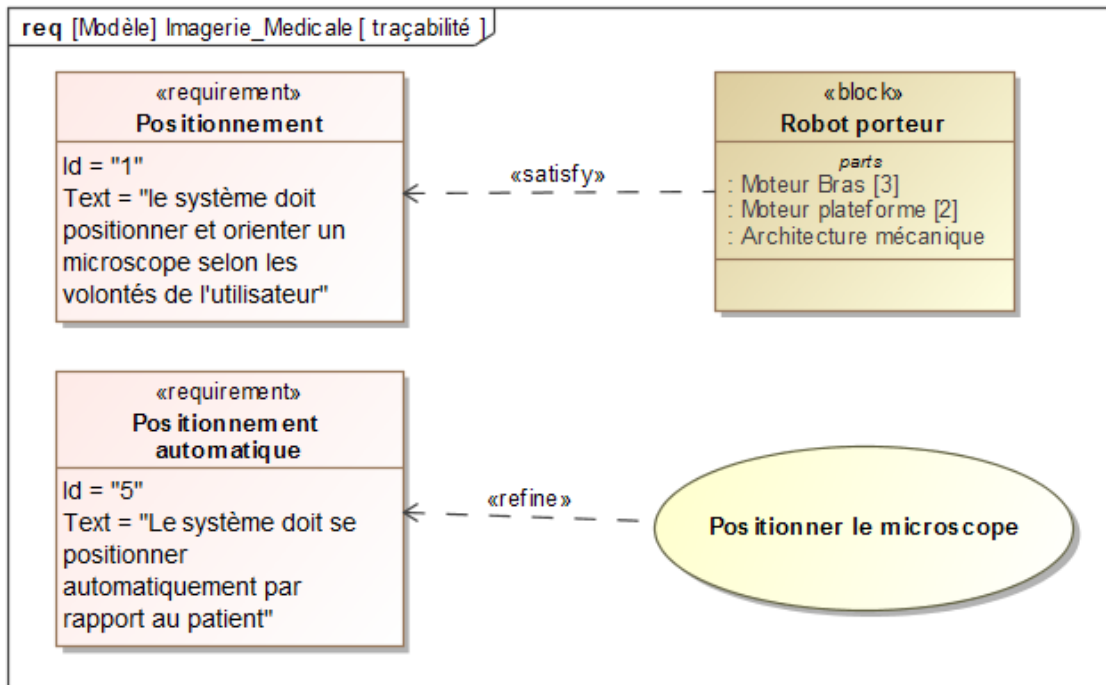 req [Modèle] Imagerie_Medicale [ traçabilité ]
«requirement»
Positionnement
Id = "1"
Text = "le système doit
positionner et orienter un
microscope selon les
volontés de l'utilisateur"
«satisfy»
«block»
Robot porteur
parts
: Moteur Bras [3]
: Moteur plateforme [2]
: Architecture mécanique
«requirement»
Positionnement
automatique
Id = "5"
Text = "Le système doit se
positionner
automatiquement par
rapport au patient"
«refine»
Positionner le microscope